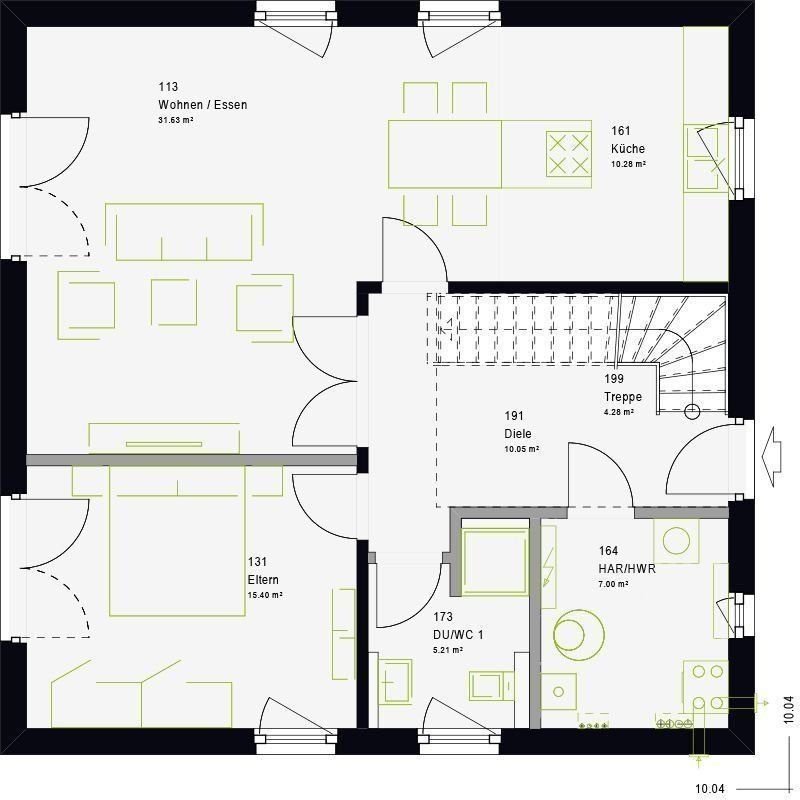 113
Wohnen / Essen
31.63 m²
161
Küche
10.28 m²
199
Treppe
4.28 m²
191
Diele
10.05 m²
131
Eltern
15.40 m²
164
HAR/HWR
7.00 m²
173
DU/WC 1
5.21 m²
10.04
10.04